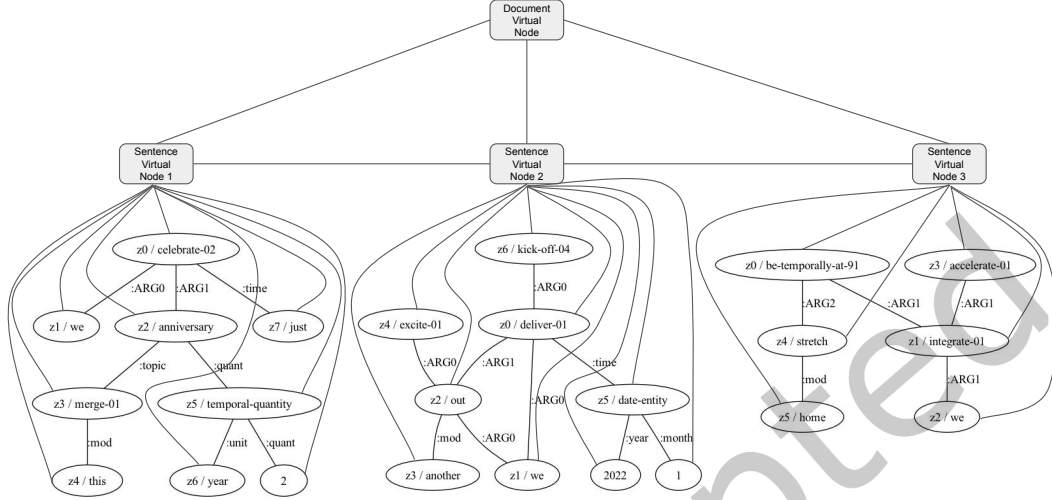 Document
Virtual
Node
Sentence
Virtual
Node 1
Sentence
Virtual
Node 2
Sentence
Virtual
Node 3
z0 / celebrate-02
:ARG0
:ARG1
:time
z1 / we
z2 / anniversary
z7 / just
:topic
:quant
z3 / merge-01
z5 / temporal-quantity
:mod
:unit
:quant
z4 / this
z6 / year
2
z6 / kick-off-04
:ARG0
z4 / excite-01
z0 / deliver-01
:ARG0
:ARG1
:ARG0
:time
z2 / out
z5 / date-entity
:mod
:ARG0
:year
:month
z3 / another
z1 / we
2022
1
z0 / be-temporally-at-91
z3 / accelerate-01
:ARG2
:ARG1
:ARG1
z4 / stretch
z1 / integrate-01
:mod
:ARG1
z5 / home
z2 / we
pted